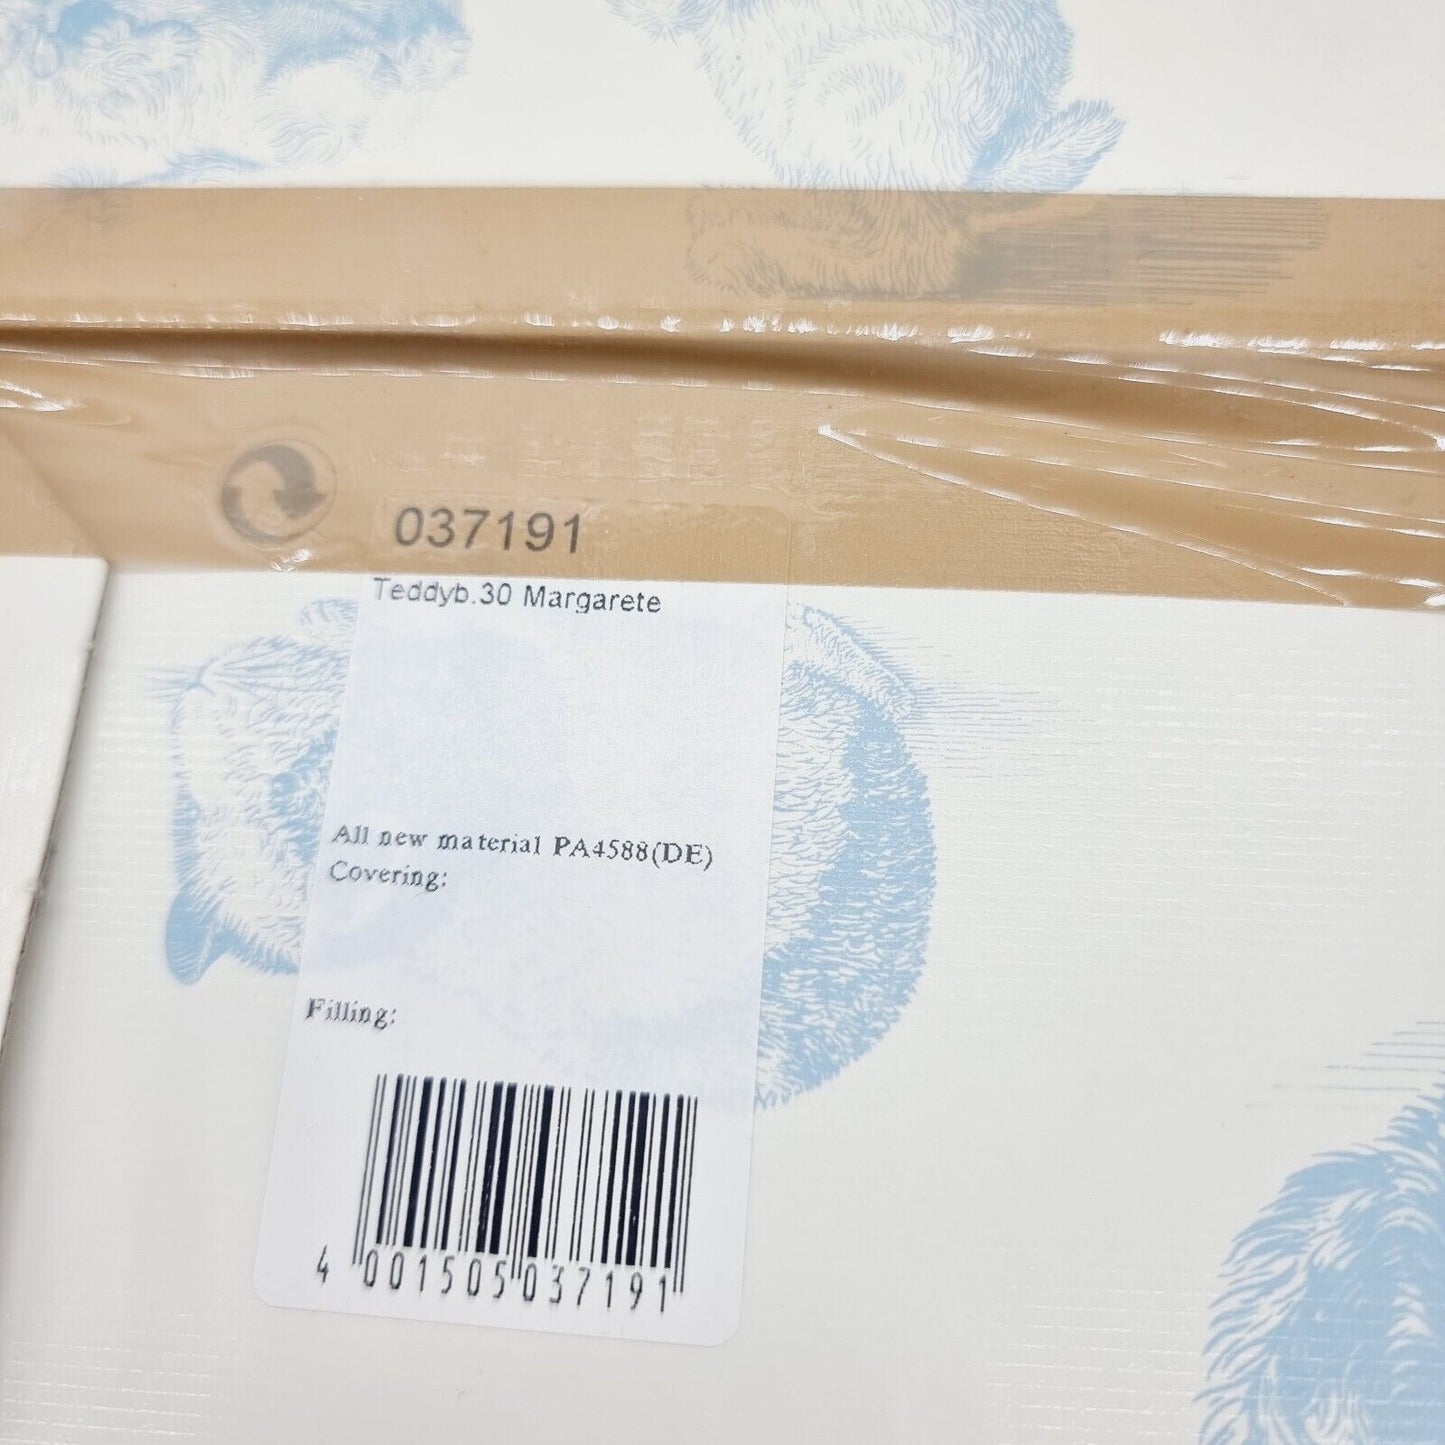 037191
Teddyb.30 Margarete
All new material PA4588(DE)
Covering:
Filling:
4 001505 037191